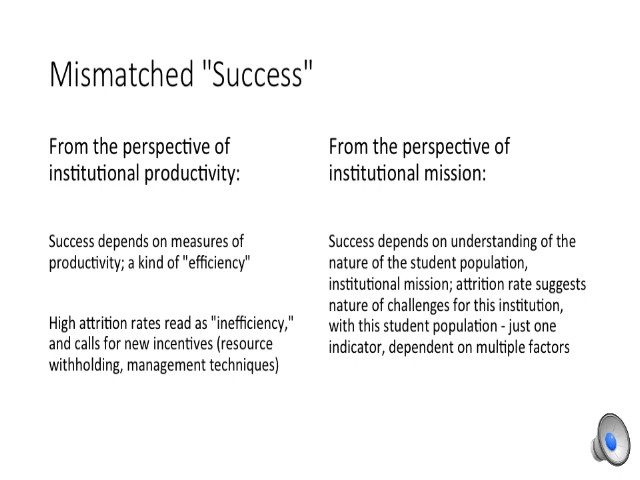 Mismatched "Success"
From the perspective of
institutional productivity:
Success depends on measures of
productivity; a kind of "efficiency"
High attrition rates read as "inefficiency,"
and calls for new incentives (resource
withholding, management techniques)
From the perspective of
institutional mission:
Success depends on understanding of the
nature of the student population,
institutional mission; attrition rate suggests
nature of challenges for this institution,
with this student population - just one
indicator, dependent on multiple factors